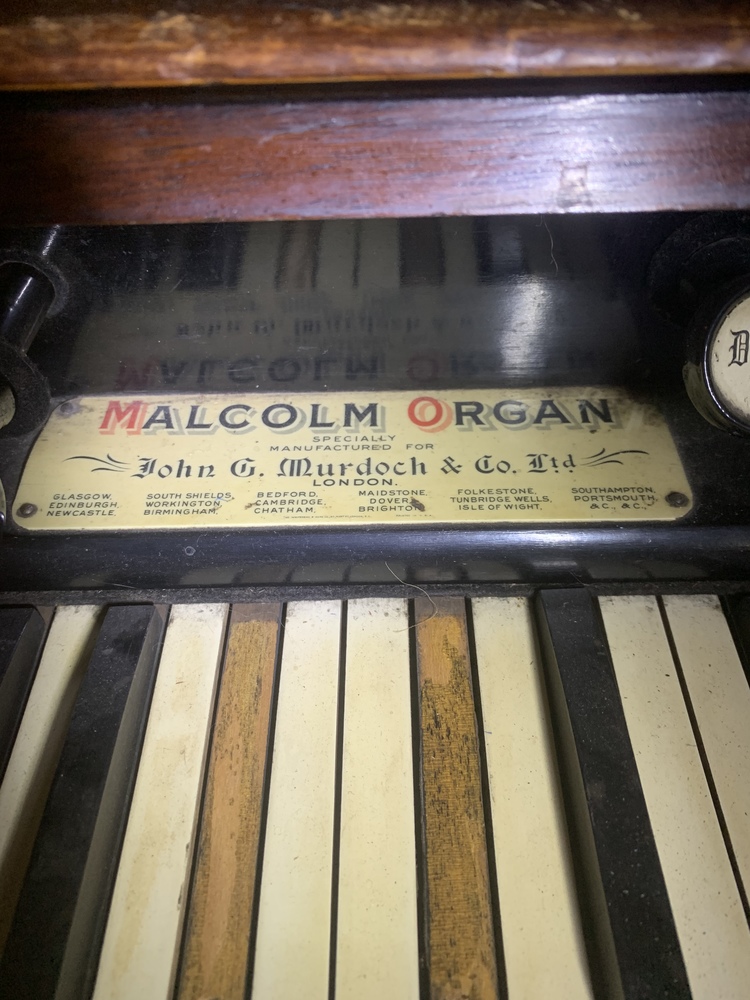 MALCOLM ORGAN
SPECIALLY
MANUFACTURED FOR
John G. Murdoch & Co. Ltd
LONDON.
GLASGOW, SOUTH SHIELDS, BEDFORD, MAIDSTONE, FOLKESTONE, SOUTHAMPTON,
EDINBURGH, WORKINGTON, CAMBRIDGE, DOVER, TUNBRIDGE WELLS, PORTSMOUTH,
NEWCASTLE, BIRMINGHAM, CHATHAM, BRIGHTON, ISLE OF WIGHT, &C., &C.,